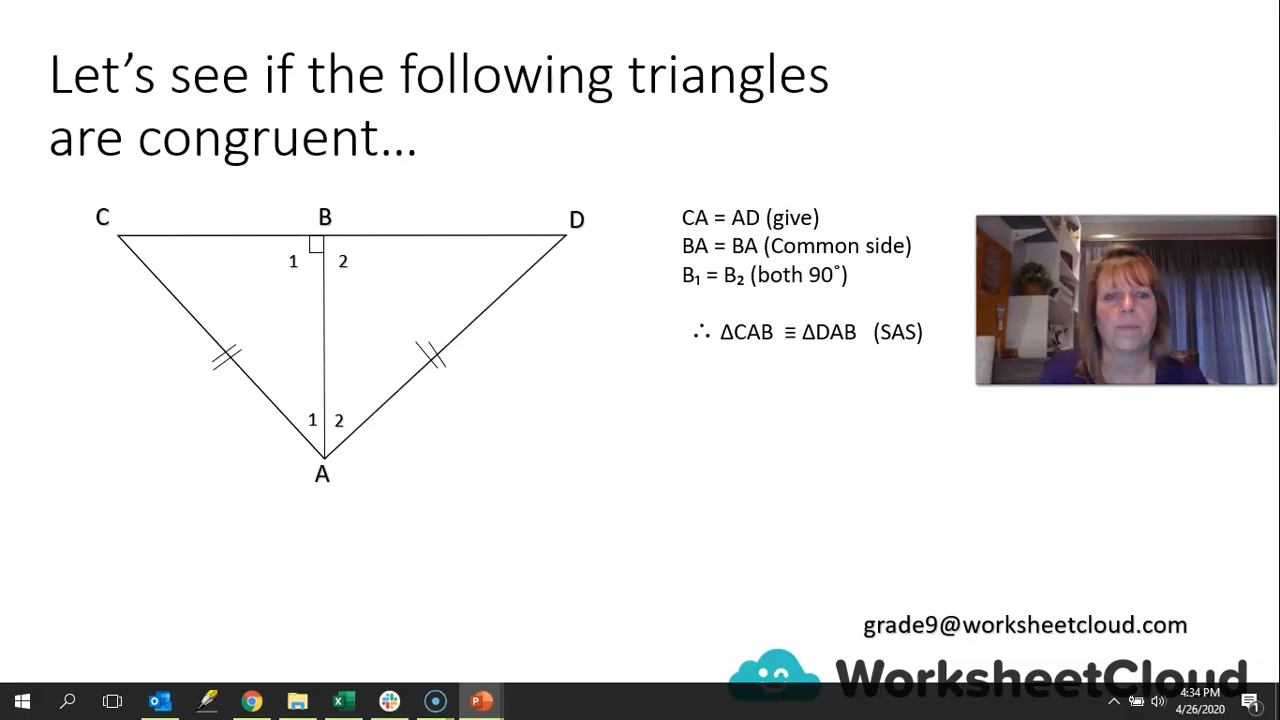 Let's see if the following triangles
are congruent...
C
B
D
1
2
1
2
A
CA = AD (give)
BA = BA (Common side)
B₁ = B₂ (both 90˚)
∴ ΔCAB ≡ ΔDAB (SAS)
grade9@worksheetcloud.com
WorksheetCloud
4:34 PM
4/26/2020
1